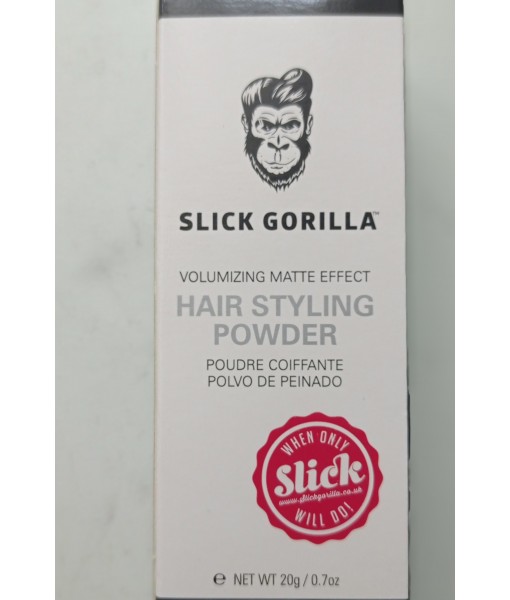 SLICK GORILLA™
VOLUMIZING MATTE EFFECT
HAIR STYLING
POWDER
POUDRE COIFFANTE
POLVO DE PEINADO
WHEN ONLY
Slick
www.slickgorilla.co.uk
WILL DO!
℮ NET WT 20g / 0.7oz